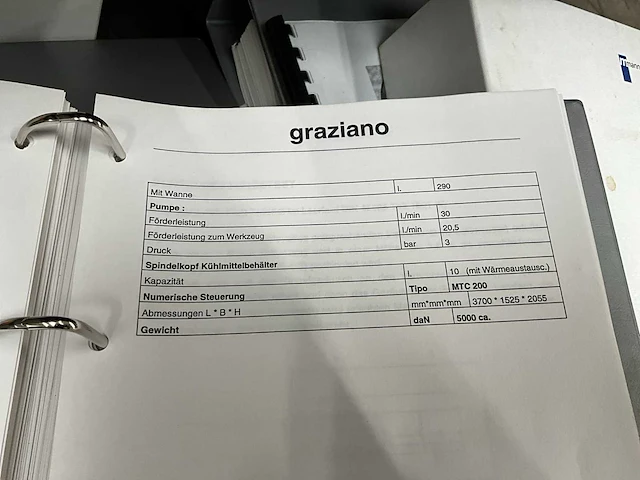 graziano
Mit Wanne l. 290
Pumpe :
Förderleistung l/min 30
Förderleistung zum Werkzeug l/min 20,5
Druck bar 3
Spindelkopf Kühlmittelbehälter
Kapazität l. 10 (mit Wärmeaustausc.)
Numerische Steuerung Tipo MTC 200
Abmessungen L * B * H mm*mm*mm 3700 * 1525 * 2055
Gewicht daN 5000 ca.